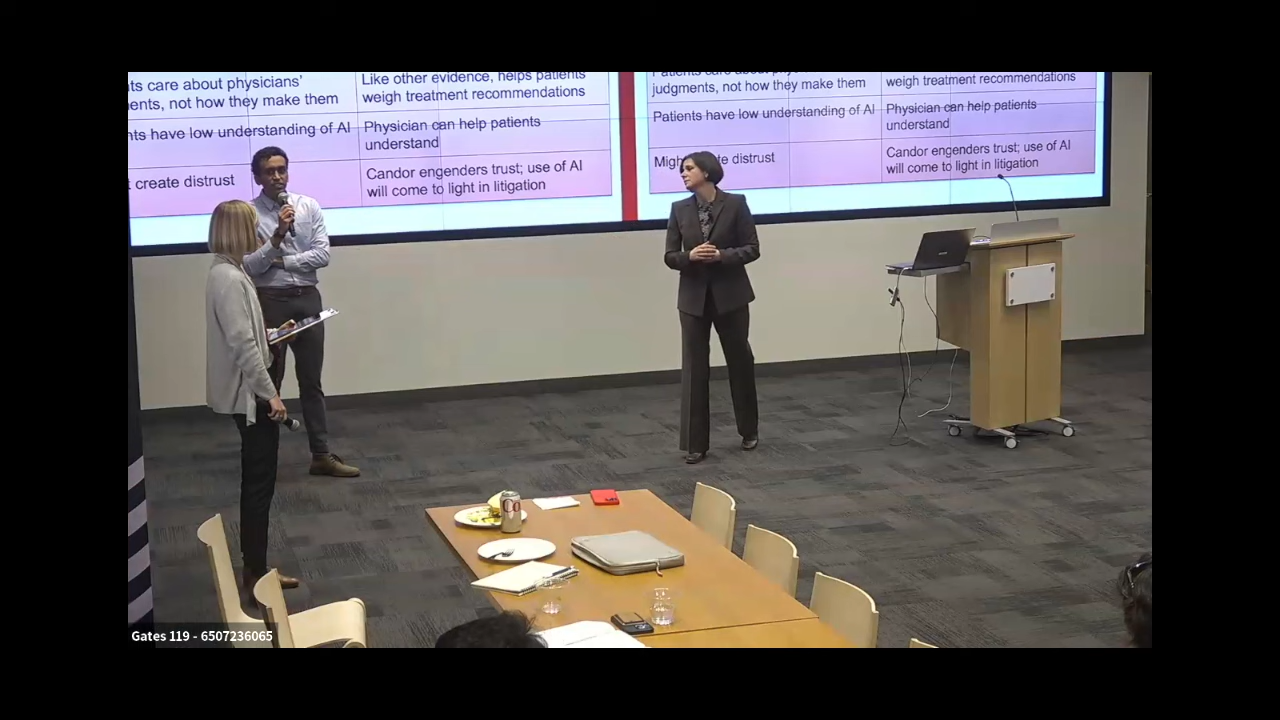 nts care about physicians'
ents, not how they make them
Like other evidence, helps patients
weigh treatment recommendations
nts have low understanding of AI
Physician can help patients
understand
t create distrust
Candor engenders trust; use of AI
will come to light in litigation
Patients care about
judgments, not how they make them
weigh treatment recommendations
Patients have low understanding of AI
Physician can help patients
understand
distrust
Candor engenders trust; use of AI
will come to light in litigation
Gates 119 - 6507236065